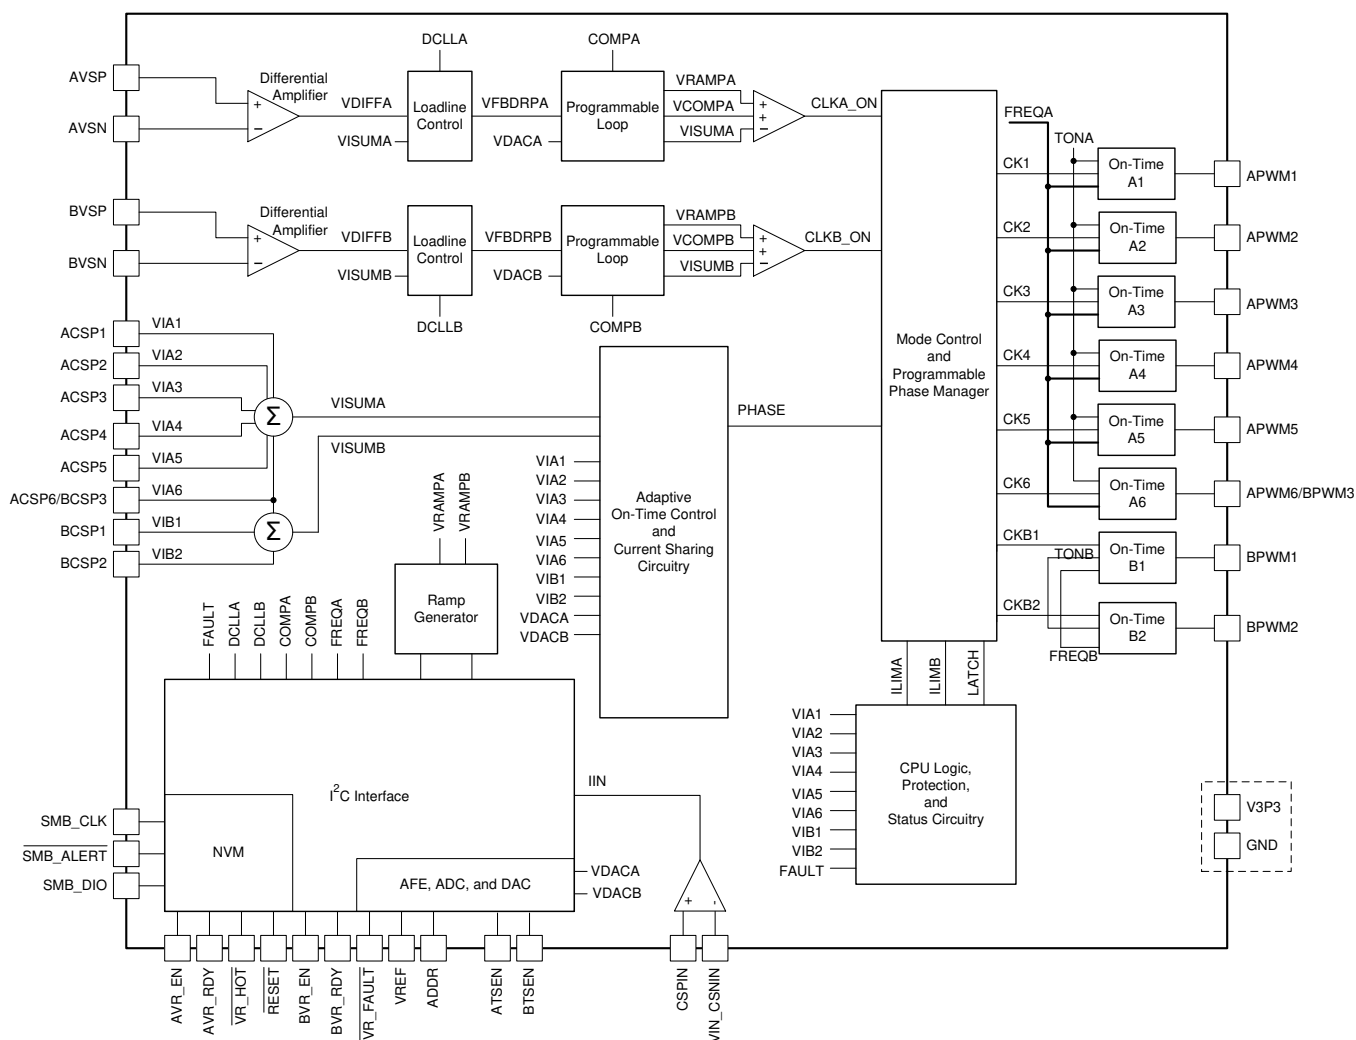 DCLLA
COMPA
AVSP
AVSN
Differential
Amplifier
+
−
VDIFFA
VISUMA
Loadline
Control
VFBDRPA
VDACA
Programmable
Loop
VRAMPA
VCOMPA
VISUMA
+
+
−
CLKA_ON
BVSP
BVSN
Differential
Amplifier
+
−
VDIFFB
VISUMB
Loadline
Control
VFBDRPB
VDACB
Programmable
Loop
VRAMPB
VCOMPB
VISUMB
+
+
−
CLKB_ON
DCLLB
COMPB
ACSP1
ACSP2
ACSP3
ACSP4
ACSP5
ACSP6/BCSP3
BCSP1
BCSP2
VIA1
VIA2
VIA3
VIA4
VIA5
VIA6
VIB1
VIB2
Σ
Σ
VISUMA
VISUMB
VIA1
VIA2
VIA3
VIA4
VIA5
VIA6
VIB1
VIB2
VDACA
VDACB
Adaptive
On-Time Control
and
Current Sharing
Circuitry
PHASE
Mode Control
and
Programmable
Phase Manager
FREQA
TONA
CK1
CK2
CK3
CK4
CK5
CK6
CKB1
TONB
CKB2
FREQB
On-Time
A1
On-Time
A2
On-Time
A3
On-Time
A4
On-Time
A5
On-Time
A6
On-Time
B1
On-Time
B2
APWM1
APWM2
APWM3
APWM4
APWM5
APWM6/BPWM3
BPWM1
BPWM2
VRAMPA
VRAMPB
Ramp
Generator
FAULT
DCLLA
DCLLB
COMPA
COMPB
FREQA
FREQB
I2C Interface
NVM
AFE, ADC, and DAC
SMB_CLK
SMB_ALERT
SMB_DIO
IIN
VDACA
VDACB
+
-
ILIMA
ILIMB
LATCH
VIA1
VIA2
VIA3
VIA4
VIA5
VIA6
VIB1
VIB2
FAULT
CPU Logic,
Protection,
and
Status Circuitry
V3P3
GND
AVR_EN
AVR_RDY
VR_HOT
RESET
BVR_EN
BVR_RDY
VR_FAULT
VREF
ADDR
ATSEN
BTSEN
CSPIN
VIN_CSNIN